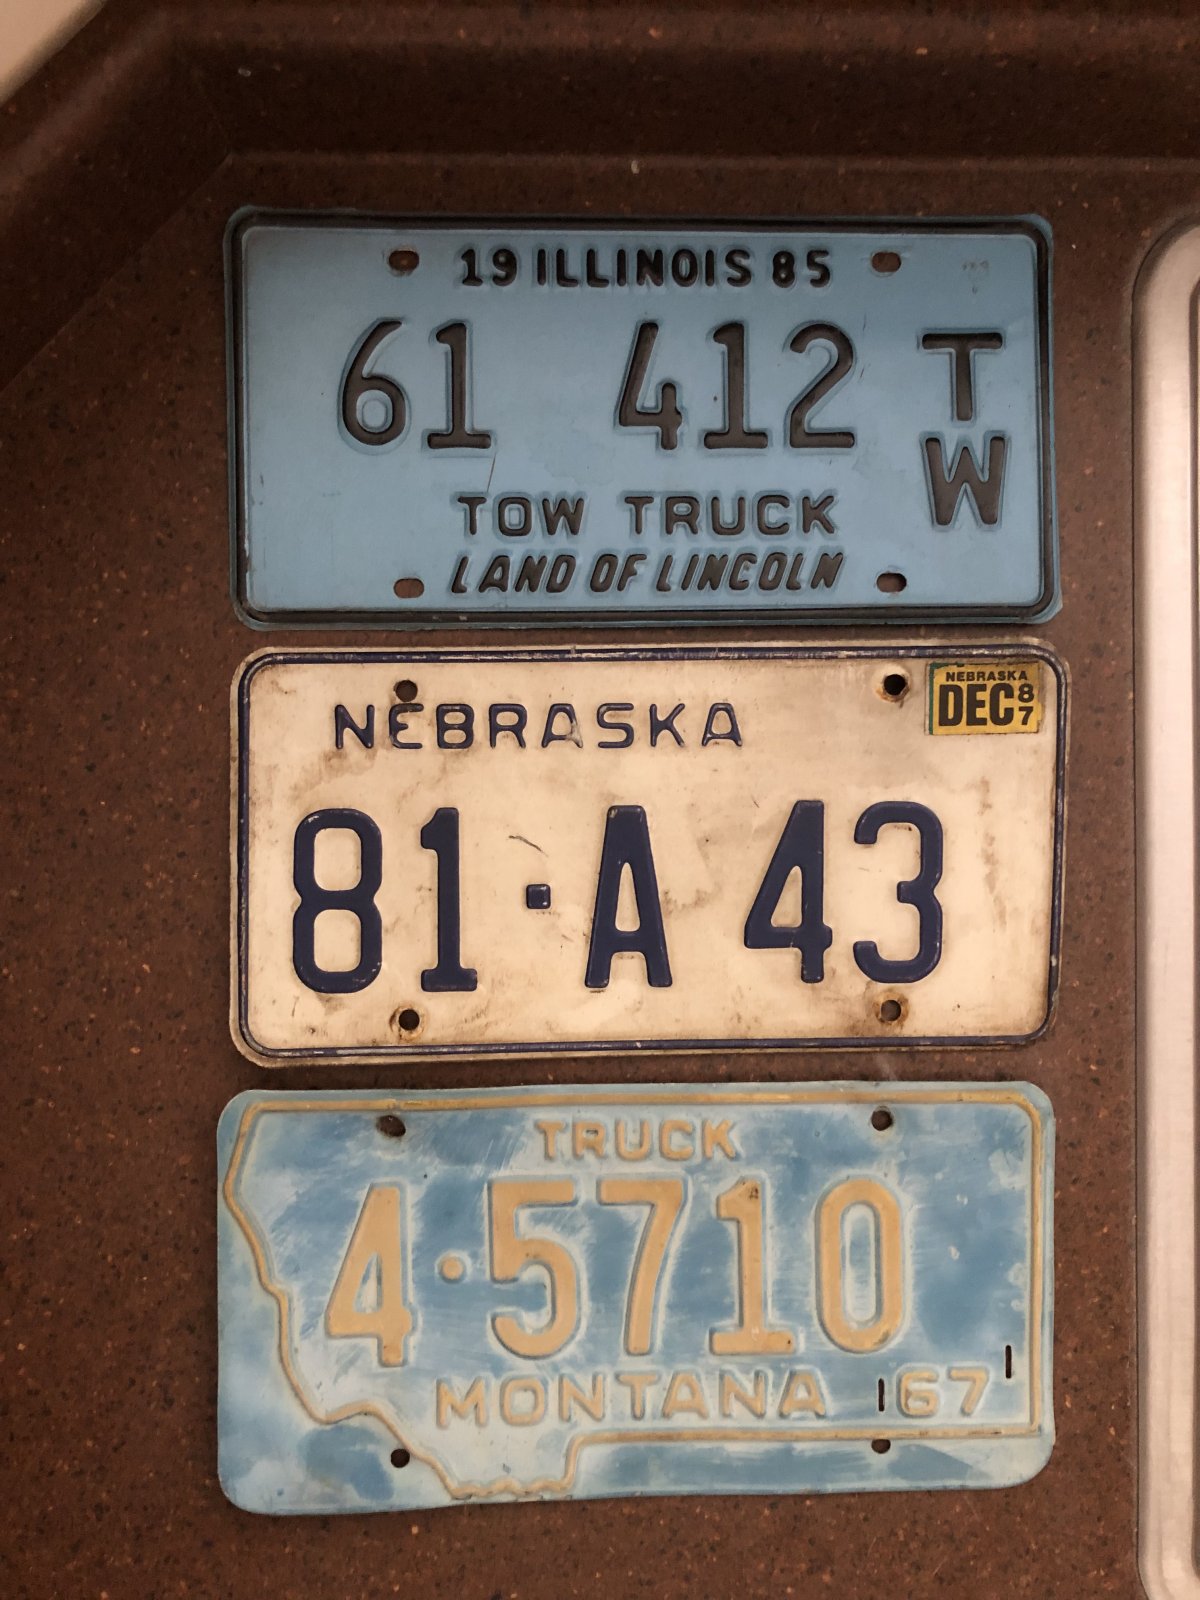 19 ILLINOIS 85
61 412 TW
TOW TRUCK
LAND OF LINCOLN
NEBRASKA
NEBRASKA
DEC 87
81·A 43
TRUCK
4·5710
MONTANA 67